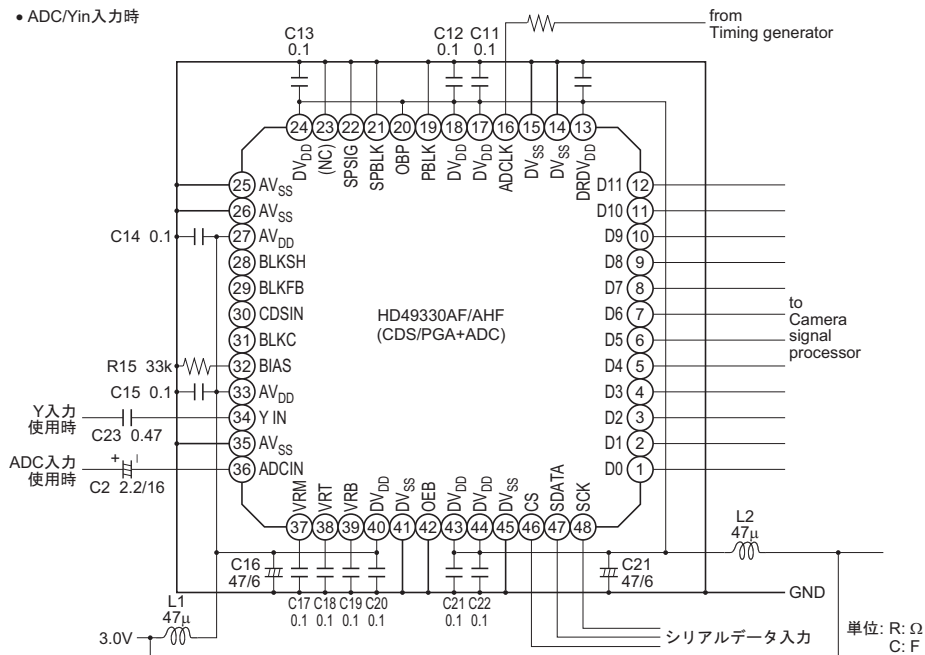 • ADC/Yin入力時
from
Timing generator
C13
0.1
C12
0.1
C11
0.1
24 23 22 21 20 19 18 17 16 15 14 13
DVDD
(NC)
SPSIG
SPBLK
OBP
PBLK
DVDD
DVDD
ADCLK
DVSS
DVSS
DRDVDD
25 AVSS
26 AVSS
C14 0.1
27 AVDD
28 BLKSH
29 BLKFB
30 CDSIN
31 BLKC
R15 33k
32 BIAS
C15 0.1
33 AVDD
Y入力
使用時
C23 0.47
34 Y IN
35 AVSS
ADC入力
使用時
+
C2 2.2/16
36 ADCIN
HD49330AF/AHF
(CDS/PGA+ADC)
D11 12
D10 11
D9 10
D8 9
D7 8
D6 7
D5 6
D4 5
D3 4
D2 3
D1 2
D0 1
to
Camera
signal
processor
VRM
VRT
VRB
DVDD
DVSS
OEB
DVDD
DVDD
DVSS
CS
SDATA
SCK
37 38 39 40 41 42 43 44 45 46 47 48
L2
47μ
C16
47/6
C21
47/6
C17
0.1
C18
0.1
C19
0.1
C20
0.1
C21
0.1
C22
0.1
GND
L1
47μ
3.0V
シリアルデータ入力
単位: R: Ω
C: F